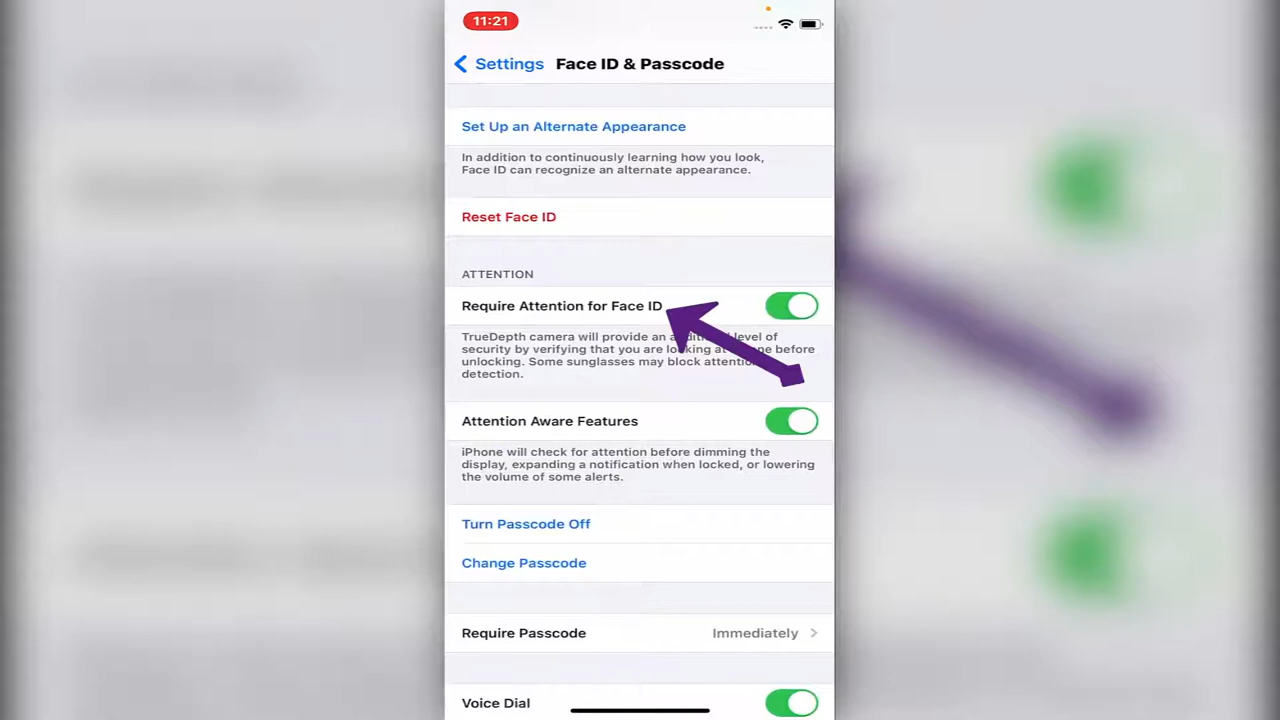 11:21
Settings
Face ID & Passcode
Set Up an Alternate Appearance
In addition to continuously learning how you look,
Face ID can recognize an alternate appearance.
Reset Face ID
ATTENTION
Require Attention for Face ID
TrueDepth camera will provide an level of
security by verifying that you are before
unlocking. Some sunglasses may block
detection.
Attention Aware Features
iPhone will check for attention before dimming the
display, expanding a notification when locked, or lowering
the volume of some alerts.
Turn Passcode Off
Change Passcode
Require Passcode
Immediately
Voice Dial